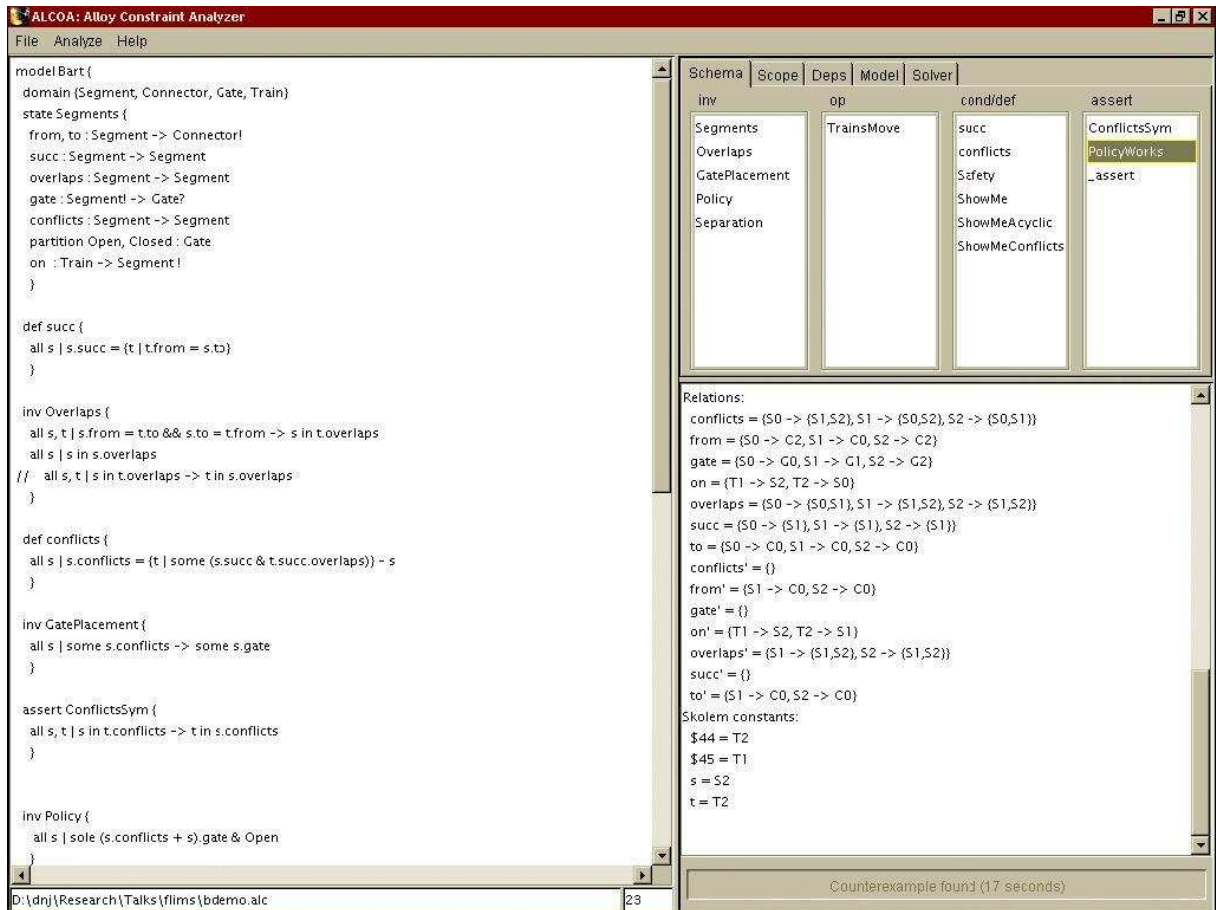 ALCOA: Alloy Constraint Analyzer
File Analyze Help
model Bart {
domain {Segment, Connector, Gate, Train}
state Segments {
from, to : Segment -> Connector!
succ : Segment -> Segment
overlaps : Segment -> Segment
gate : Segment! -> Gate?
conflicts : Segment -> Segment
partition Open, Closed : Gate
on : Train -> Segment !
}
def succ {
all s | s.succ = {t | t.from = s.to}
}
inv Overlaps {
all s, t | s.from = t.to && s.to = t.from -> s in t.overlaps
all s | s in s.overlaps
// all s, t | s in t.overlaps -> t in s.overlaps
}
def conflicts {
all s | s.conflicts = {t | some (s.succ & t.succ.overlaps)} - s
}
inv GatePlacement {
all s | some s.conflicts -> some s.gate
}
assert ConflictsSym {
all s, t | s in t.conflicts -> t in s.conflicts
}
inv Policy {
all s | sole (s.conflicts + s).gate & Open
}
D:\dnj\Research\Talks\flims\bdemo.alc
23
Schema Scope Deps Model Solver
inv op cond/def assert
Segments
Overlaps
GatePlacement
Policy
Separation
TrainsMove
succ
conflicts
Safety
ShowMe
ShowMeAcyclic
ShowMeConflicts
ConflictsSym
PolicyWorks
_assert
Relations:
conflicts = {S0 -> {S1,S2}, S1 -> {S0,S2}, S2 -> {S0,S1}}
from = {S0 -> C2, S1 -> C0, S2 -> C2}
gate = {S0 -> G0, S1 -> G1, S2 -> G2}
on = {T1 -> S2, T2 -> S0}
overlaps = {S0 -> {S0,S1}, S1 -> {S1,S2}, S2 -> {S1,S2}}
succ = {S0 -> {S1}, S1 -> {S1}, S2 -> {S1}}
to = {S0 -> C0, S1 -> C0, S2 -> C0}
conflicts' = {}
from' = {S1 -> C0, S2 -> C0}
gate' = {}
on' = {T1 -> S2, T2 -> S1}
overlaps' = {S1 -> {S1,S2}, S2 -> {S1,S2}}
succ' = {}
to' = {S1 -> C0, S2 -> C0}
Skolem constants:
$44 = T2
$45 = T1
s = S2
t = T2
Counterexample found (17 seconds)